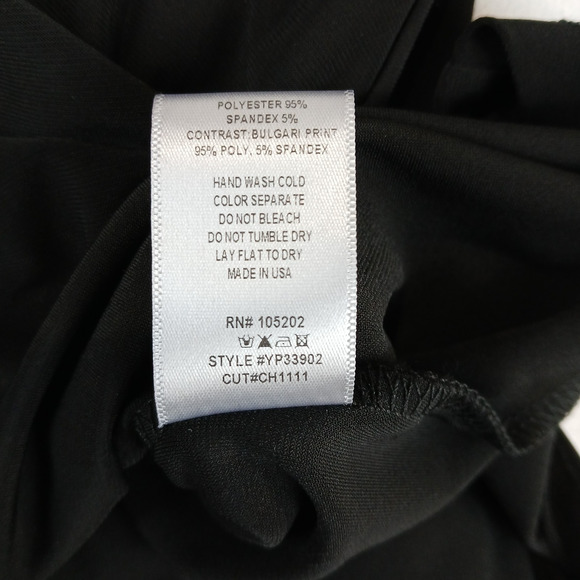 POLYESTER 95%
SPANDEX 5%
CONTRAST:BULGARI PRINT
95% POLY, 5% SPANDEX
HAND WASH COLD
COLOR SEPARATE
DO NOT BLEACH
DO NOT TUMBLE DRY
LAY FLAT TO DRY
MADE IN USA
RN# 105202
STYLE #YP33902
CUT#CH1111